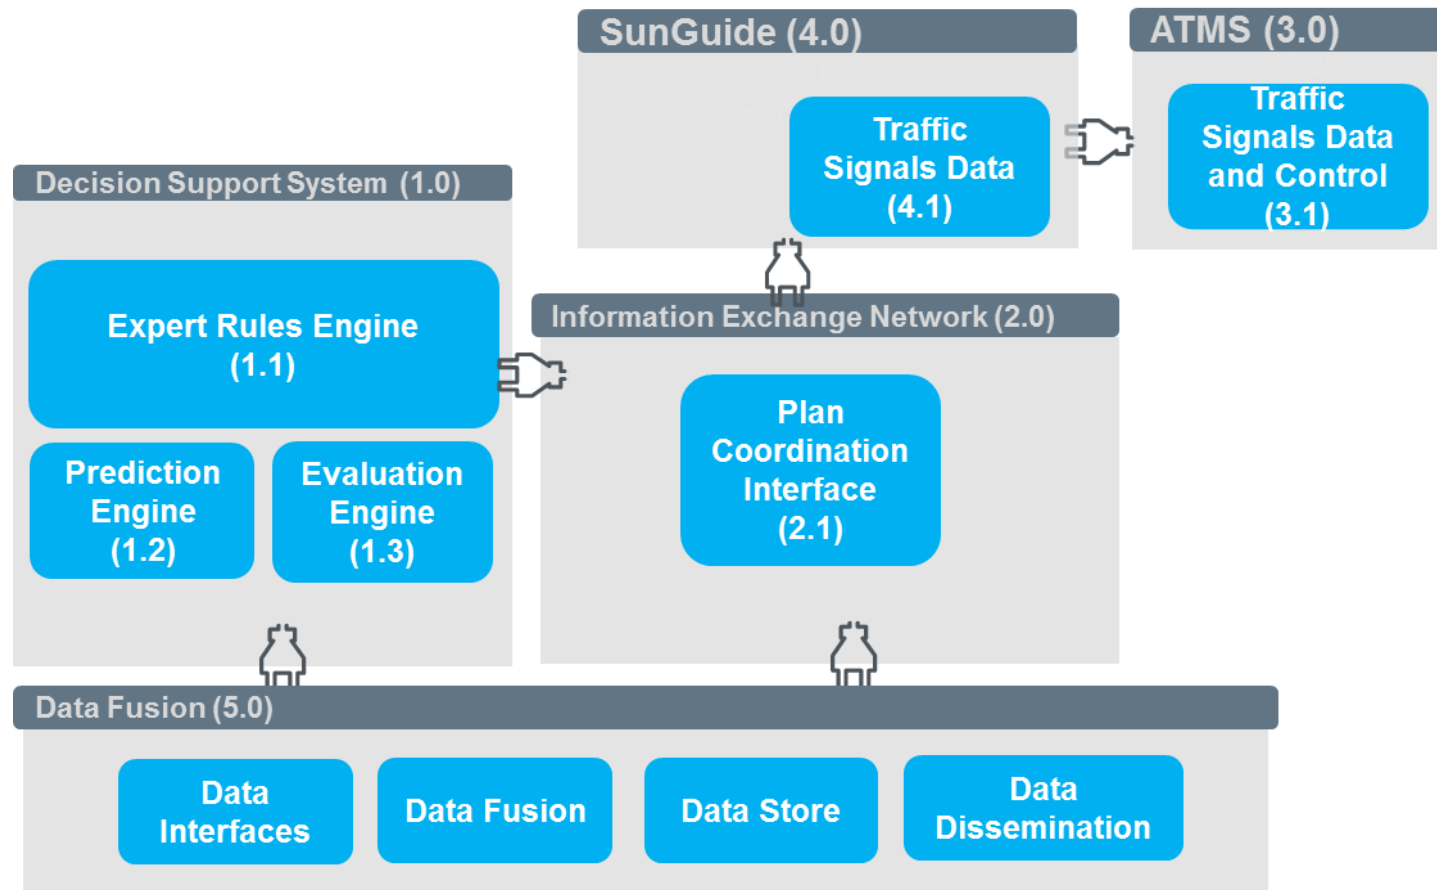 SunGuide (4.0)
ATMS (3.0)
Traffic
Signals Data
(4.1)
Traffic
Signals Data
and Control
(3.1)
Decision Support System (1.0)
Expert Rules Engine
(1.1)
Prediction
Engine
(1.2)
Evaluation
Engine
(1.3)
Information Exchange Network (2.0)
Plan
Coordination
Interface
(2.1)
Data Fusion (5.0)
Data
Interfaces
Data Fusion
Data Store
Data
Dissemination